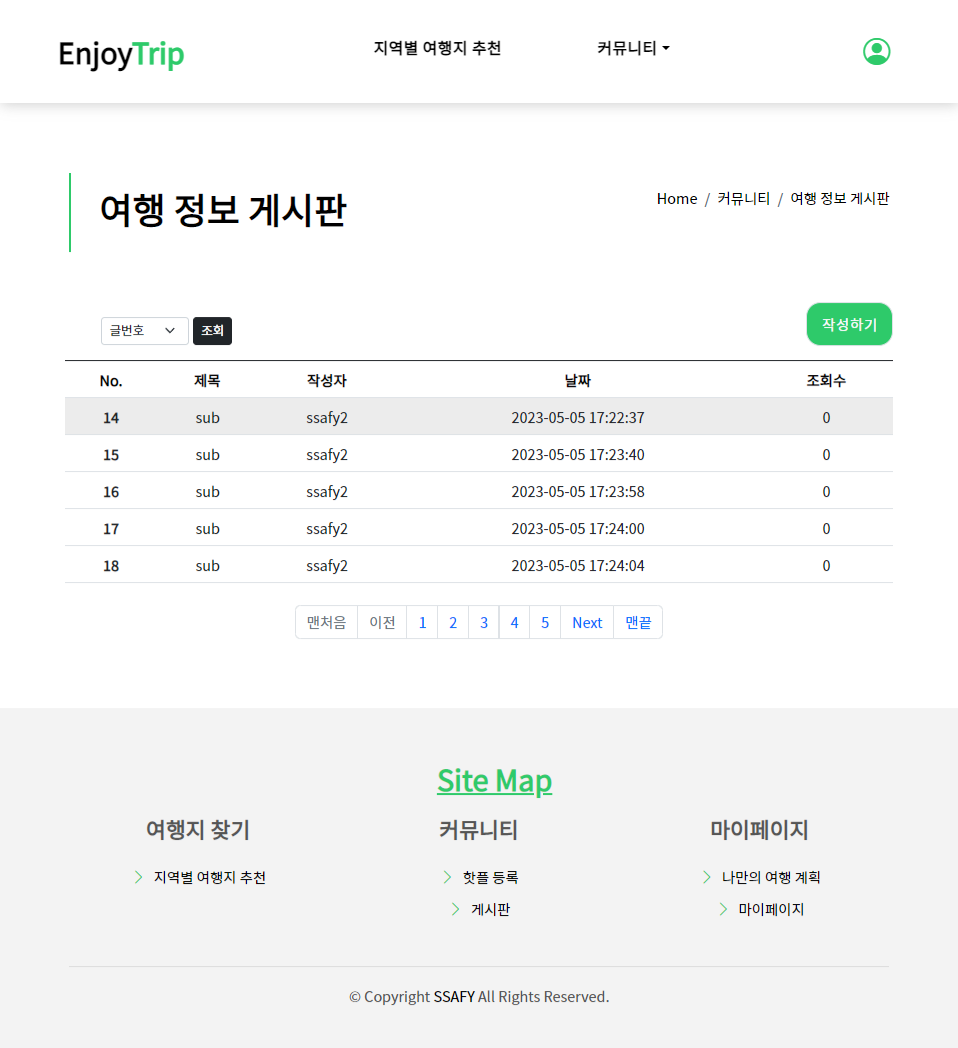 EnjoyTrip 지역별 여행지 추천 커뮤니티
여행 정보 게시판
Home / 커뮤니티 / 여행 정보 게시판
글번호 조회 작성하기
No. 제목 작성자 날짜 조회수
14 sub ssafy2 2023-05-05 17:22:37 0
15 sub ssafy2 2023-05-05 17:23:40 0
16 sub ssafy2 2023-05-05 17:23:58 0
17 sub ssafy2 2023-05-05 17:24:00 0
18 sub ssafy2 2023-05-05 17:24:04 0
맨처음 이전 1 2 3 4 5 Next 맨끝
Site Map
여행지 찾기 커뮤니티 마이페이지
지역별 여행지 추천 핫플 등록 나만의 여행 계획
게시판 마이페이지
© Copyright SSAFY All Rights Reserved.